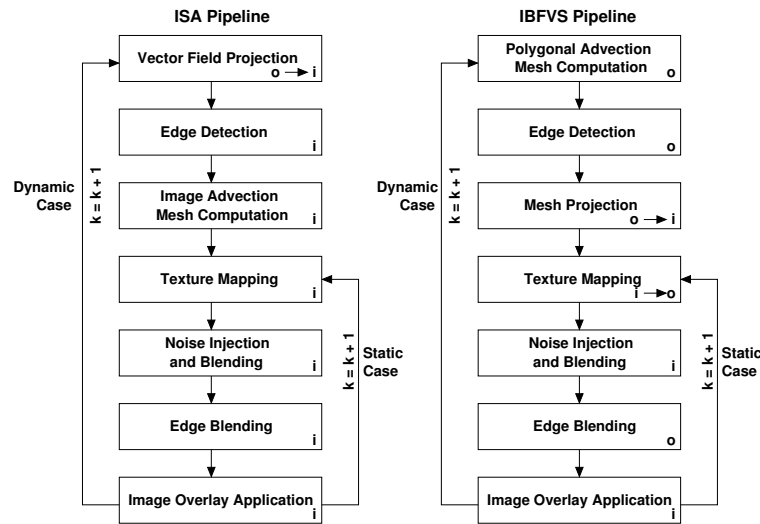 ISA Pipeline
Vector Field Projection
o → i
Edge Detection
i
Image Advection
Mesh Computation
i
Texture Mapping
i
Noise Injection
and Blending
i
Edge Blending
i
Image Overlay Application
i
Dynamic
Case
k = k + 1
k = k + 1
Static
Case
IBFVS Pipeline
Polygonal Advection
Mesh Computation
o
Edge Detection
o
Mesh Projection
o → i
Texture Mapping
i → o
Noise Injection
and Blending
i
Edge Blending
o
Image Overlay Application
i
Dynamic
Case
k = k + 1
k = k + 1
Static
Case